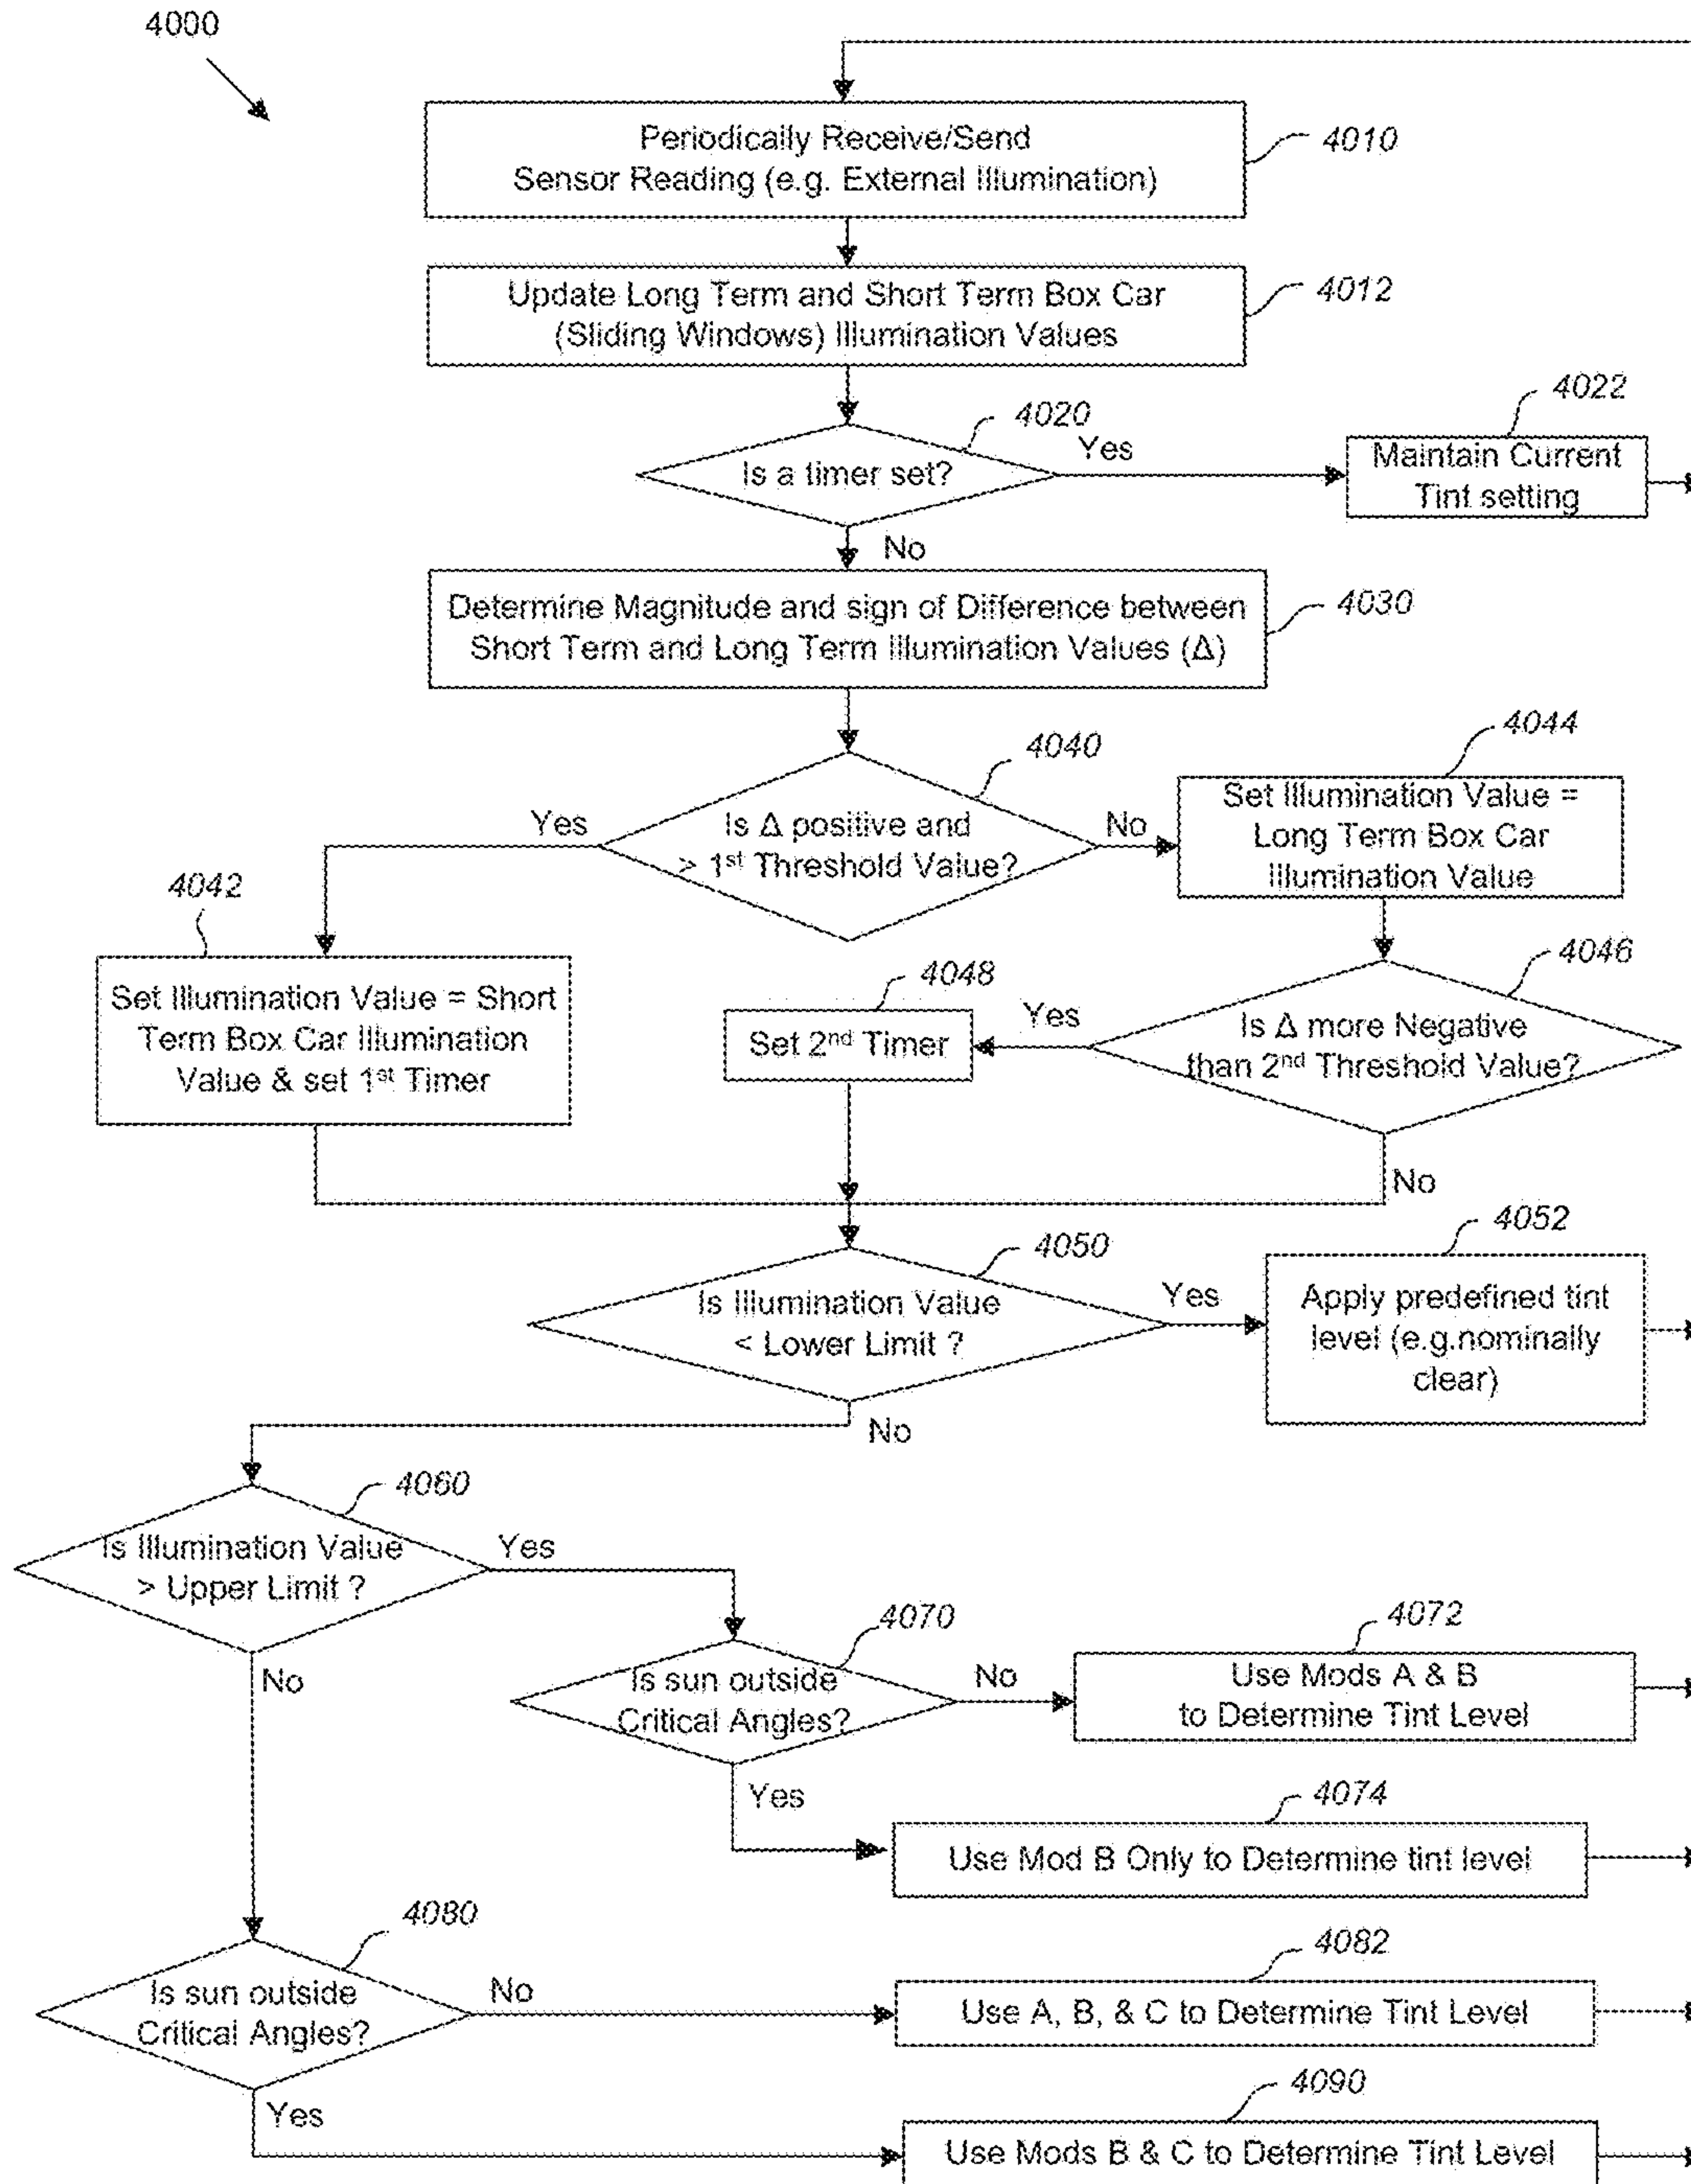 4000
Periodically Receive/Send
Sensor Reading (e.g. External Illumination)
4010
Update Long Term and Short Term Box Car
(Sliding Windows) Illumination Values
4012
4020
Is a timer set?
Yes
4022
Maintain Current
Tint setting
No
Determine Magnitude and sign of Difference between
Short Term and Long Term Illumination Values (Δ)
4030
4040
Is Δ positive and
> 1st Threshold Value?
Yes
No
4044
Set Illumination Value =
Long Term Box Car
Illumination Value
4042
Set Illumination Value = Short
Term Box Car Illumination
Value & set 1st Timer
4048
Set 2nd Timer
Yes
4046
Is Δ more Negative
than 2nd Threshold Value?
No
4050
Is Illumination Value
< Lower Limit ?
Yes
4052
Apply predefined tint
level (e.g.nominally
clear)
No
4060
Is Illumination Value
> Upper Limit ?
Yes
No
4070
Is sun outside
Critical Angles?
No
4072
Use Mods A & B
to Determine Tint Level
Yes
4074
Use Mod B Only to Determine tint level
4080
Is sun outside
Critical Angles?
No
4082
Use A, B, & C to Determine Tint Level
Yes
4090
Use Mods B & C to Determine Tint Level